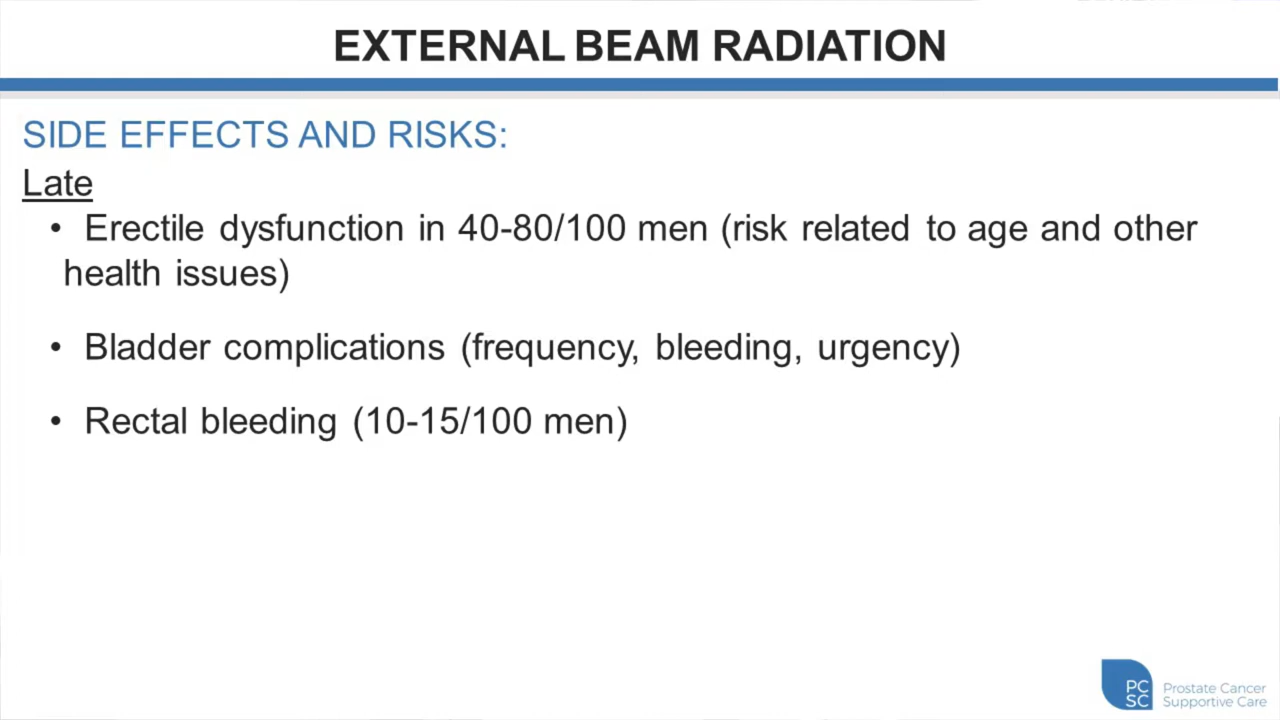 EXTERNAL BEAM RADIATION
SIDE EFFECTS AND RISKS:
Late
• Erectile dysfunction in 40-80/100 men (risk related to age and other
health issues)
• Bladder complications (frequency, bleeding, urgency)
• Rectal bleeding (10-15/100 men)
PC
SC
Prostate Cancer
Supportive Care